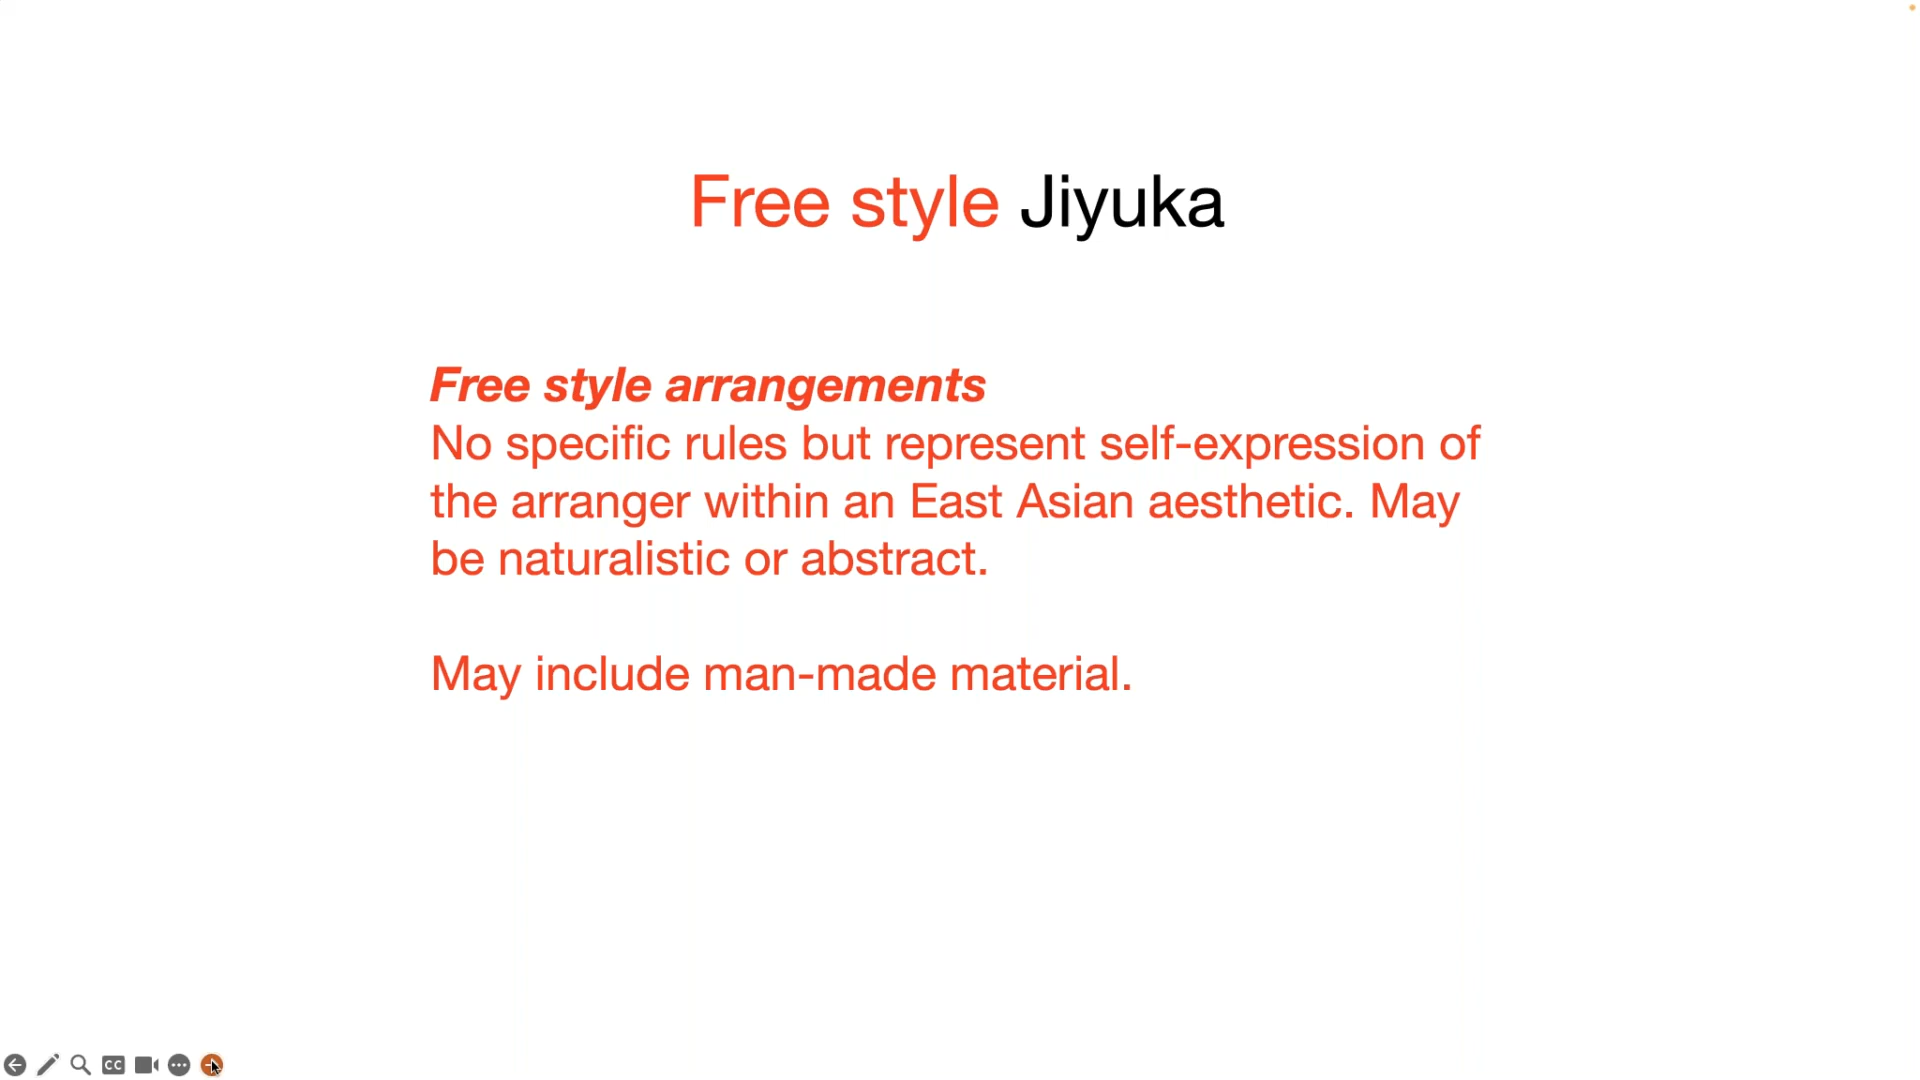 Free style Jiyuka
Free style arrangements
No specific rules but represent self-expression of
the arranger within an East Asian aesthetic. May
be naturalistic or abstract.
May include man-made material.
CC